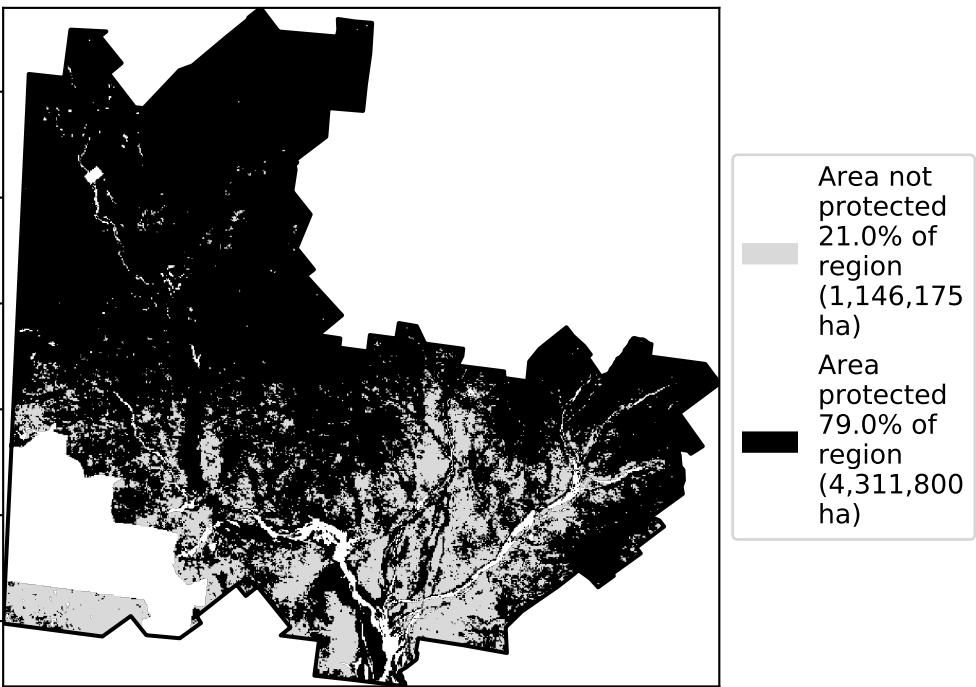 Area not
protected
21.0% of
region
(1,146,175
ha)
Area
protected
79.0% of
region
(4,311,800
ha)